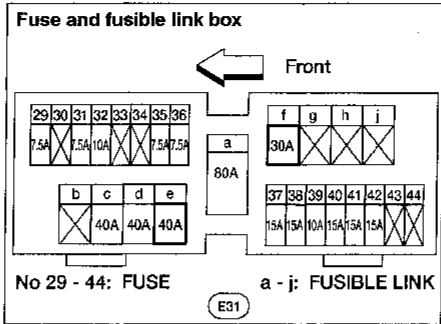 Fuse and fusible link box
Front
29 30 31 32 33 34 35 36
7.5A 7.5A 10A 7.5A 7.5A
a
80A
f g h j
30A
b c d e
40A 40A 40A
37 38 39 40 41 42 43 44
15A 15A 10A 15A 15A 15A
No 29 - 44: FUSE
a - j: FUSIBLE LINK
E31